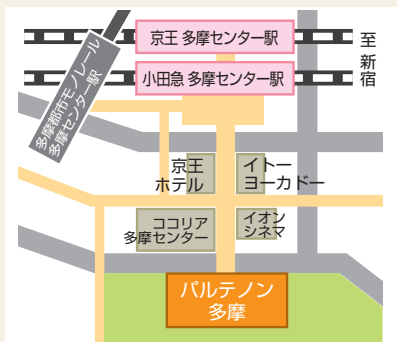 京王 多摩センター駅
小田急 多摩センター駅
至 新宿
多摩都市モノレール
多摩センター駅
京王
ホテル
イトー
ヨーカドー
ココリア
多摩センター
イオン
シネマ
パルテノン
多摩